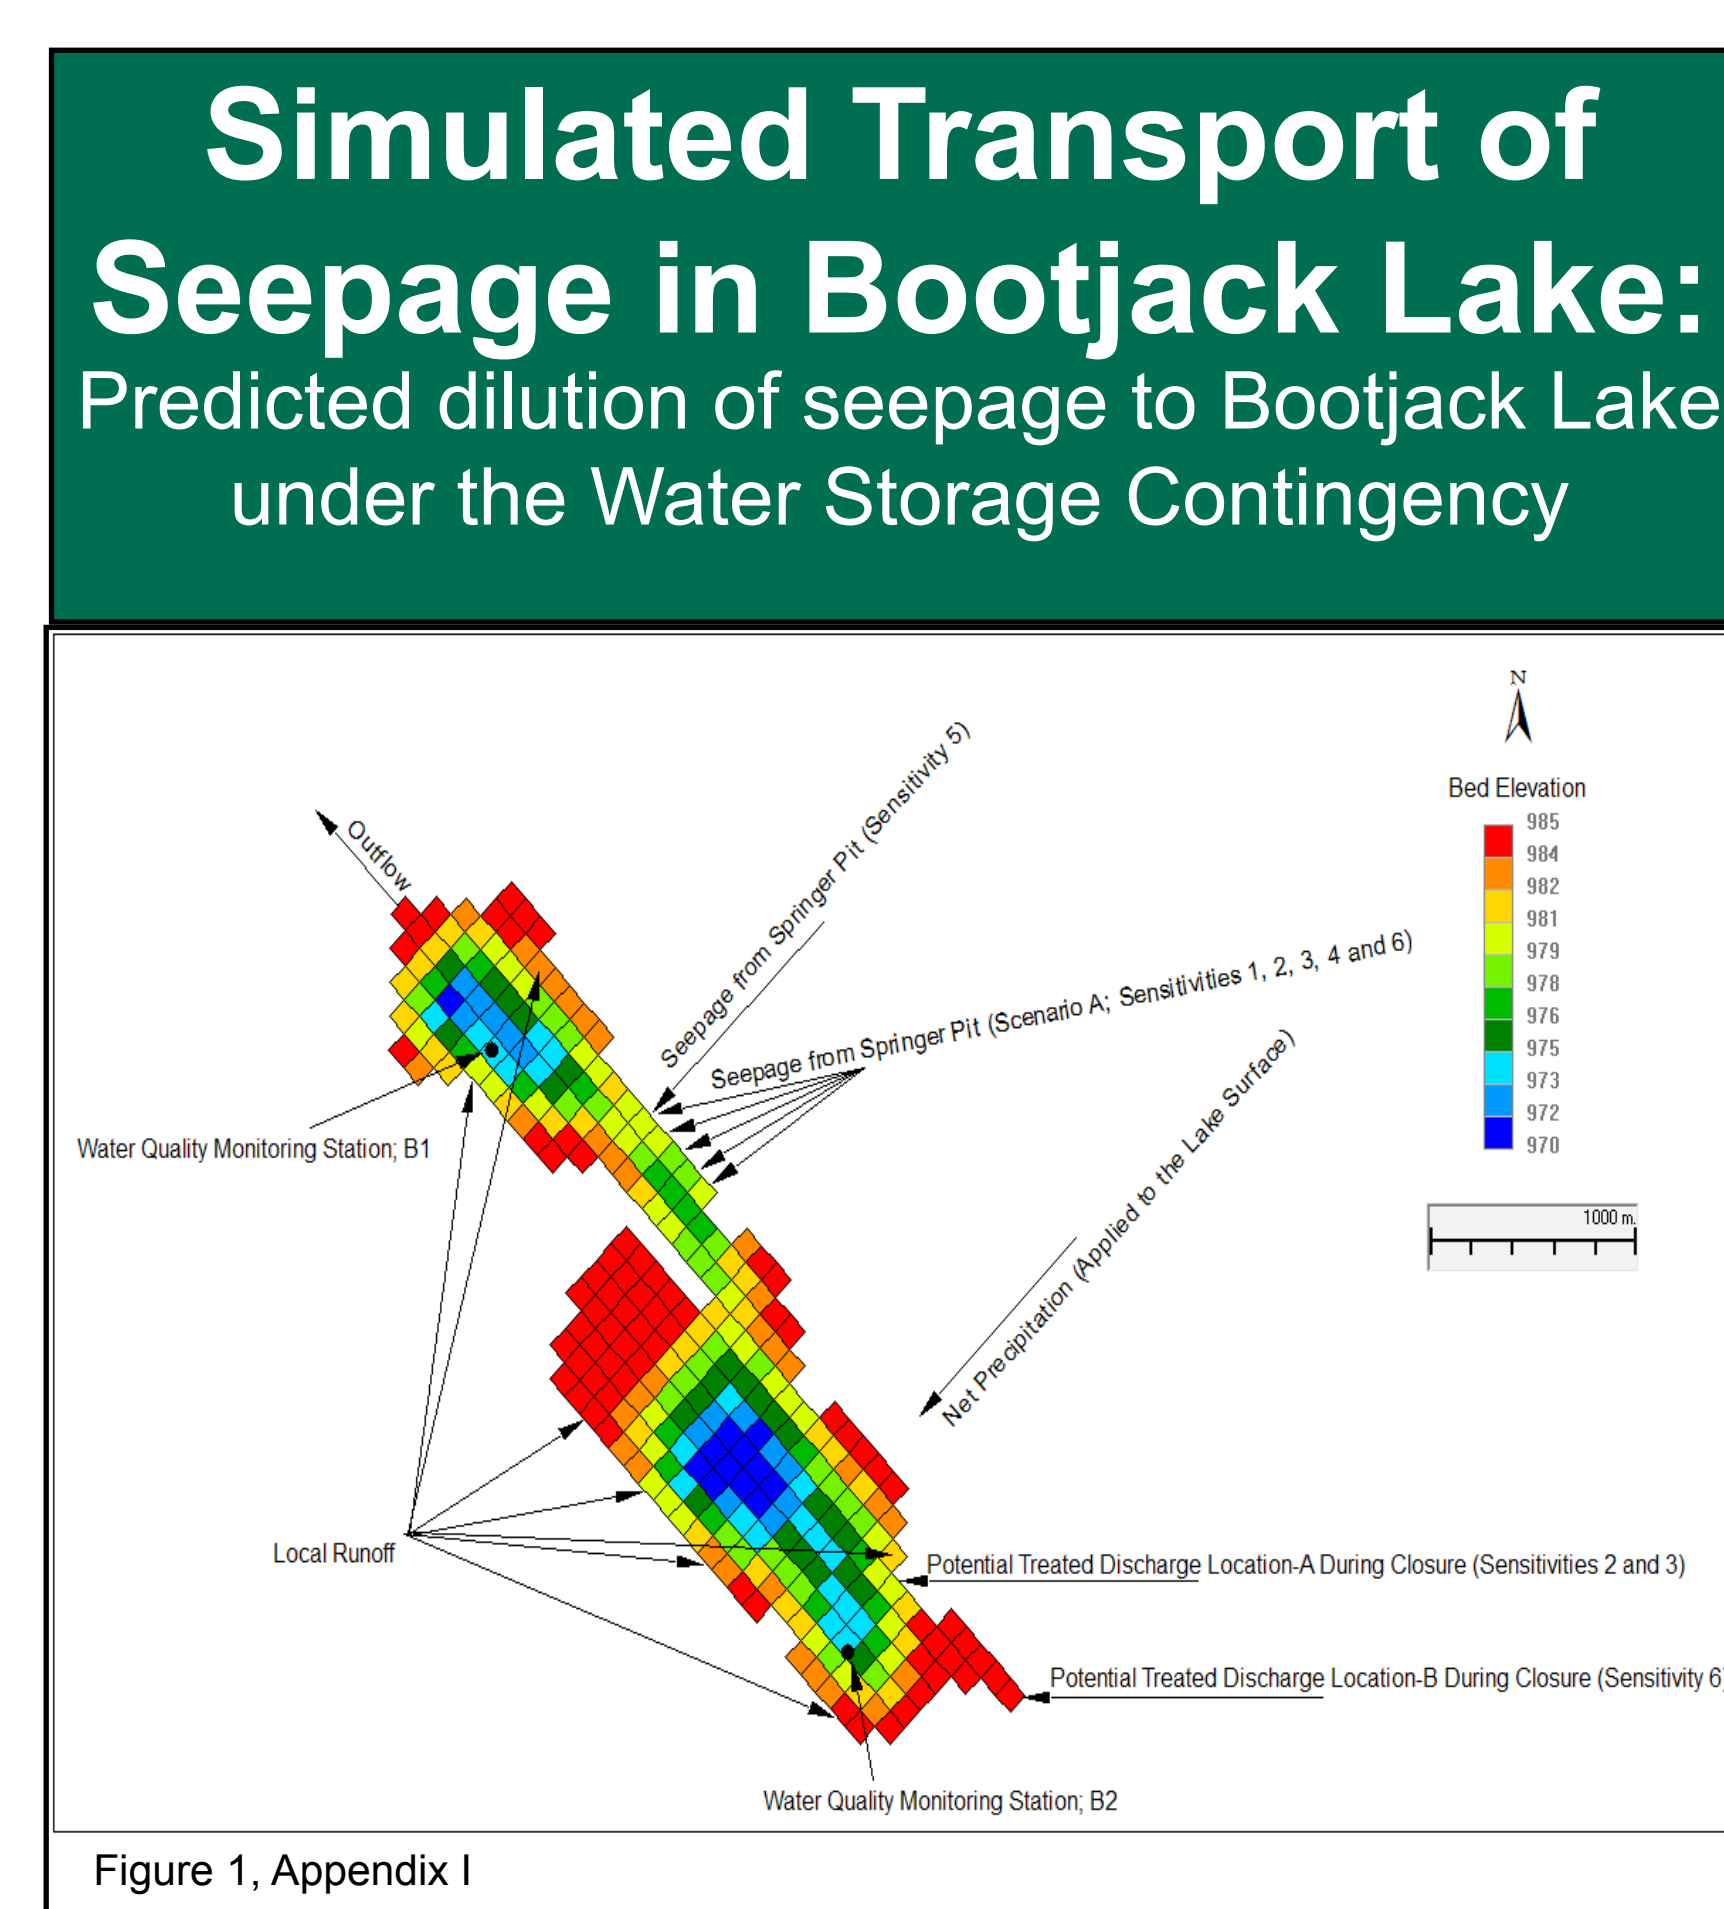 Simulated Transport of
Seepage in Bootjack Lake:
Predicted dilution of seepage to Bootjack Lake
under the Water Storage Contingency
N
Bed Elevation
985
984
982
981
979
978
976
975
973
972
970
1000 m.
Outflow
Seepage from Springer Pit (Sensitivity 5)
Seepage from Springer Pit (Scenario A; Sensitivities 1, 2, 3, 4 and 6)
Net Precipitation (Applied to the Lake Surface)
Water Quality Monitoring Station; B1
Local Runoff
Potential Treated Discharge Location-A During Closure (Sensitivities 2 and 3)
Potential Treated Discharge Location-B During Closure (Sensitivity 6)
Water Quality Monitoring Station; B2
Figure 1, Appendix I